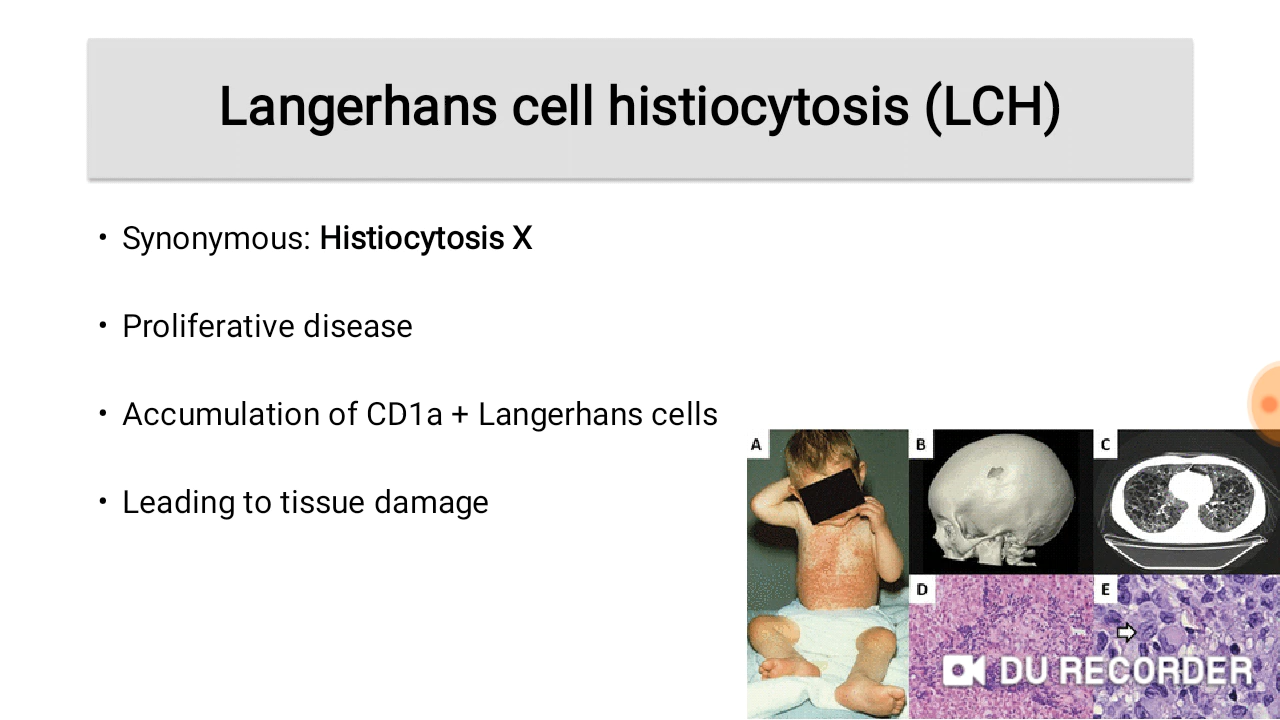 Langerhans cell histiocytosis (LCH)
• Synonymous: Histiocytosis X
• Proliferative disease
• Accumulation of CD1a + Langerhans cells
• Leading to tissue damage
A
B
C
D
E
DU RECORDER